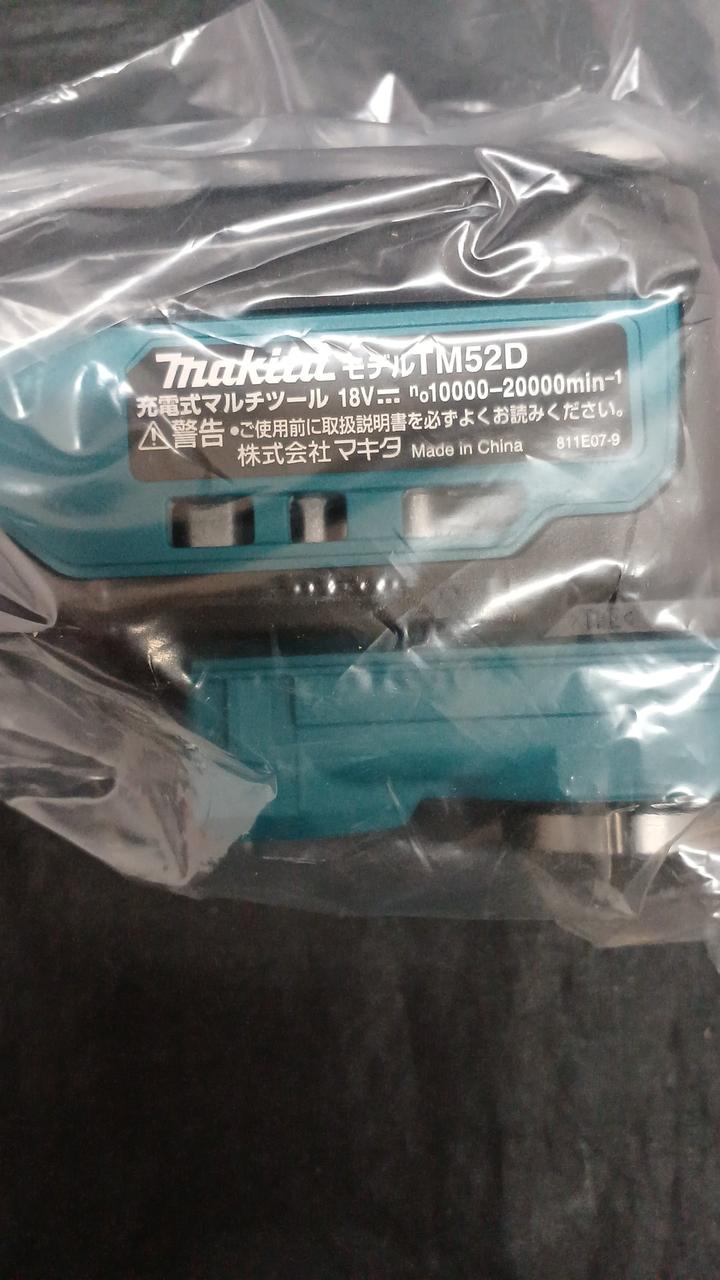 makita モデルTM52D
充電式マルチツール 18V⎓ n₀10000-20000min⁻¹
⚠警告 •ご使用前に取扱説明書を必ずよくお読みください。
株式会社マキタ Made in China 811E07-9